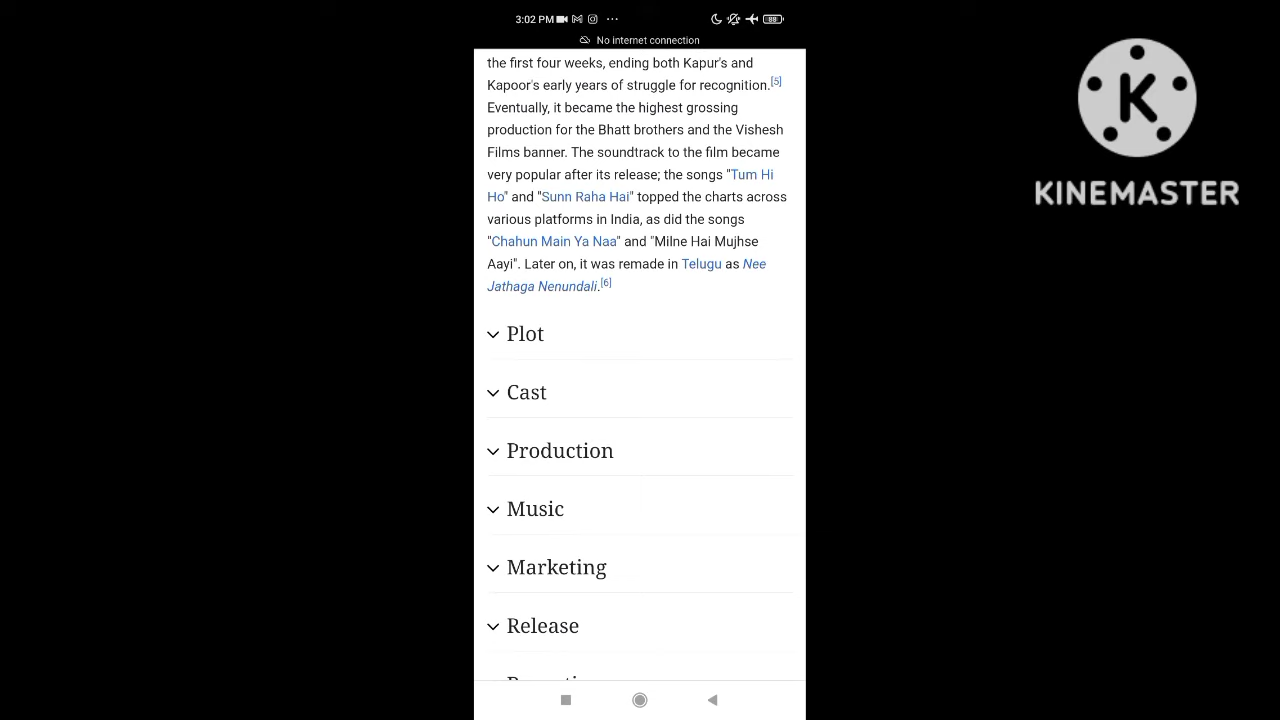 3:02 PM
88
No internet connection
the first four weeks, ending both Kapur's and
Kapoor's early years of struggle for recognition.[5]
Eventually, it became the highest grossing
production for the Bhatt brothers and the Vishesh
Films banner. The soundtrack to the film became
very popular after its release; the songs "Tum Hi
Ho" and "Sunn Raha Hai" topped the charts across
various platforms in India, as did the songs
"Chahun Main Ya Naa" and "Milne Hai Mujhse
Aayi". Later on, it was remade in Telugu as Nee
Jathaga Nenundali.[6]
Plot
Cast
Production
Music
Marketing
Release
K
KINEMASTER